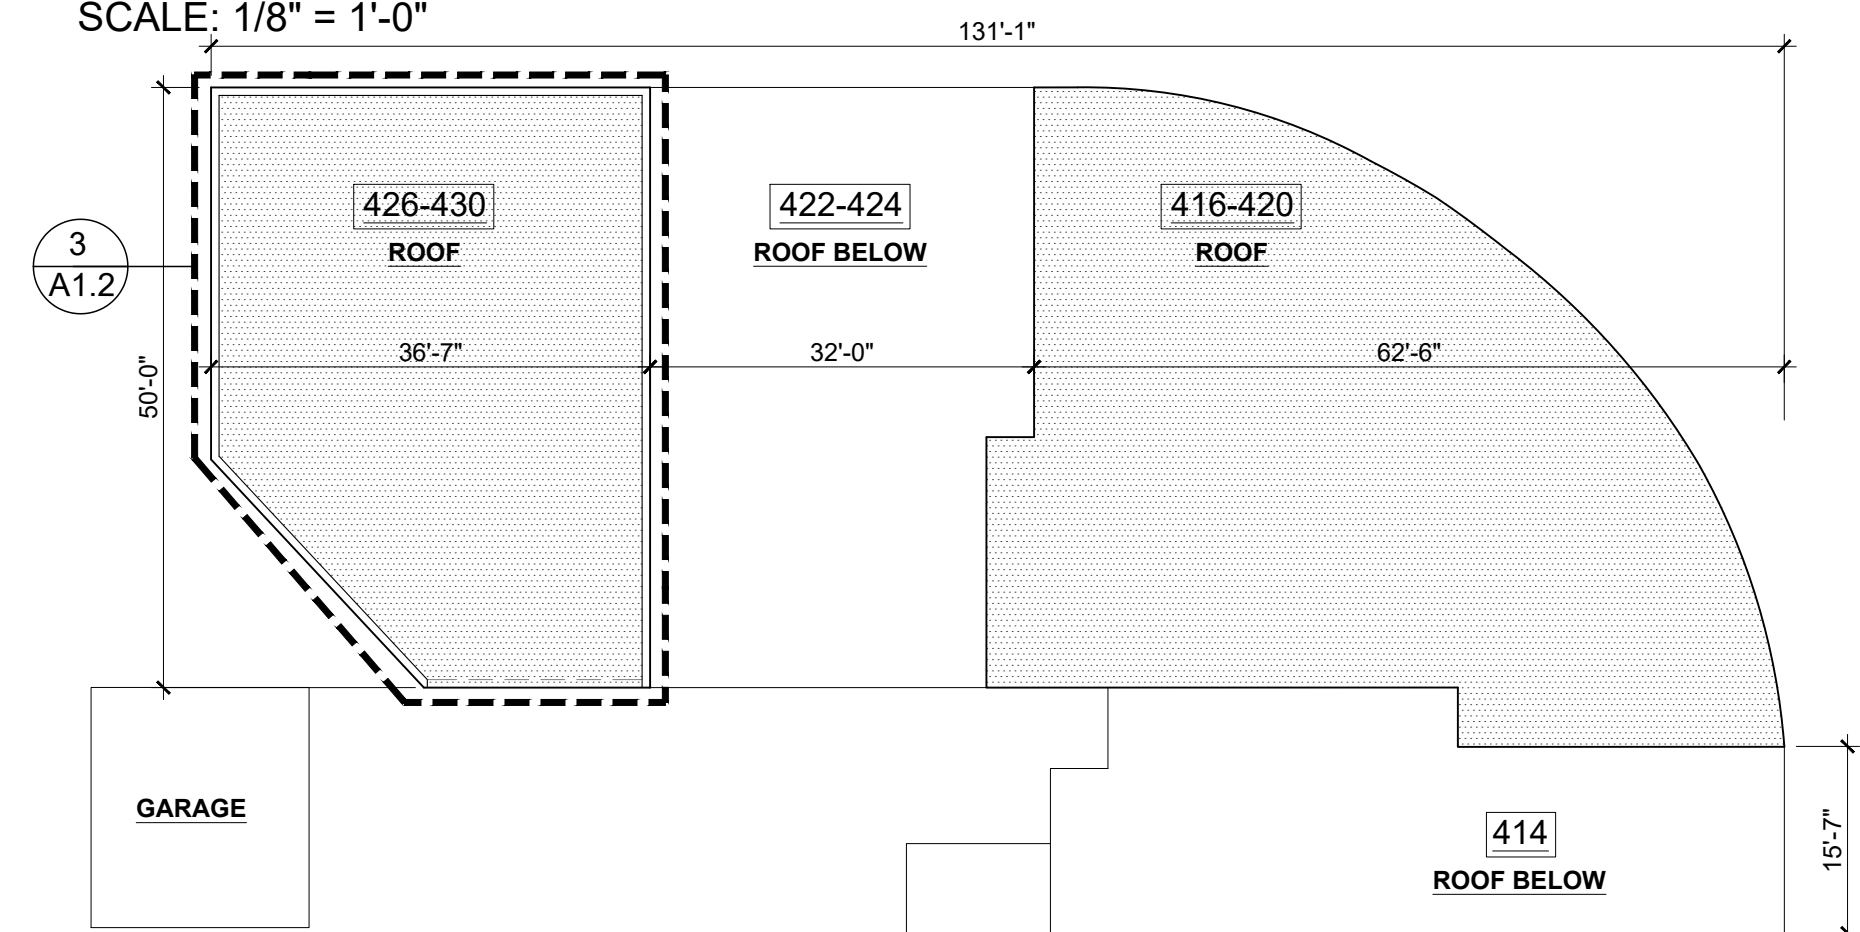 SCALE: 1/8" = 1'-0"
131'-1"
426-430
ROOF
422-424
ROOF BELOW
416-420
ROOF
3
A1.2
36'-7"
32'-0"
62'-6"
50'-0"
GARAGE
414
ROOF BELOW
15'-7"